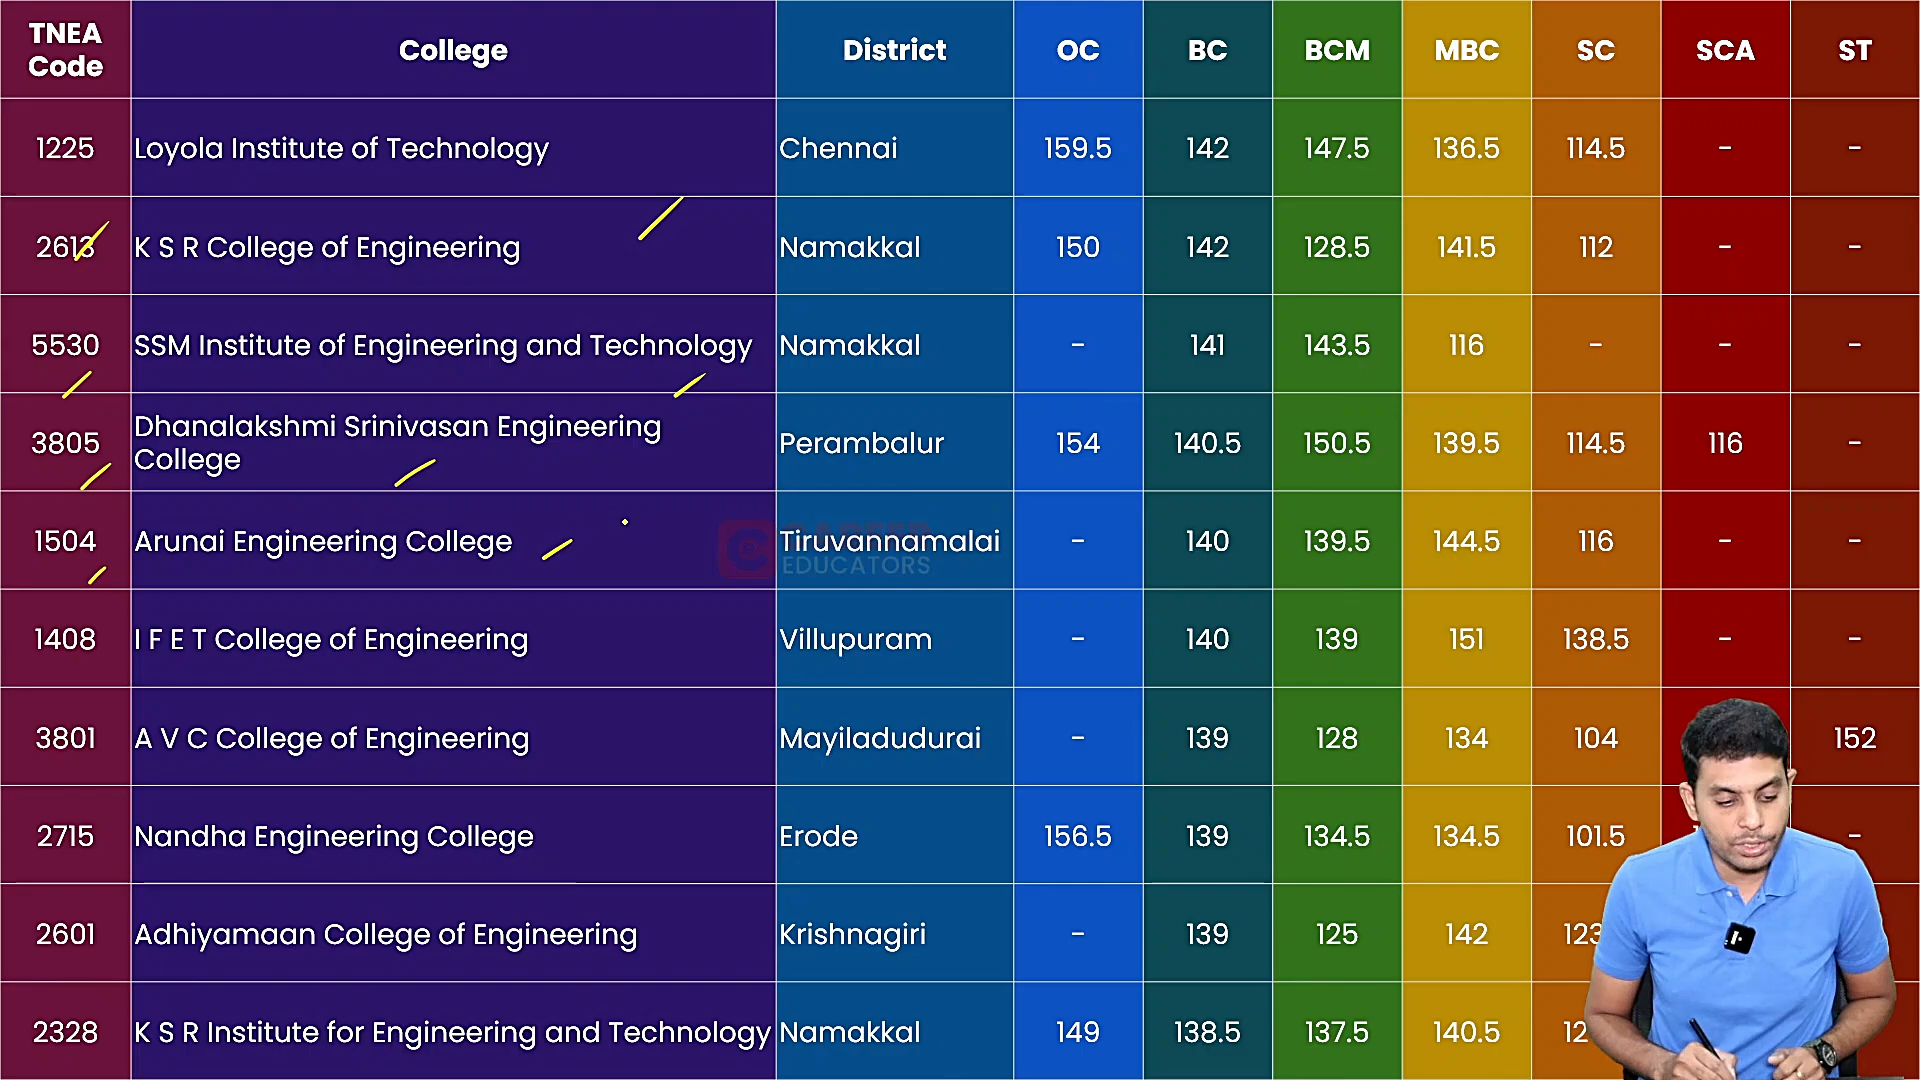 TNEA Code College District OC BC BCM MBC SC SCA ST
1225 Loyola Institute of Technology Chennai 159.5 142 147.5 136.5 114.5 - -
2613 K S R College of Engineering Namakkal 150 142 128.5 141.5 112 - -
5530 SSM Institute of Engineering and Technology Namakkal - 141 143.5 116 - - -
3805 Dhanalakshmi Srinivasan Engineering College Perambalur 154 140.5 150.5 139.5 114.5 116 -
1504 Arunai Engineering College Tiruvannamalai - 140 139.5 144.5 116 - -
EDUCATORS
1408 I F E T College of Engineering Villupuram - 140 139 151 138.5 - -
3801 A V C College of Engineering Mayiladudurai - 139 128 134 104 152
2715 Nandha Engineering College Erode 156.5 139 134.5 134.5 101.5 -
2601 Adhiyamaan College of Engineering Krishnagiri - 139 125 142
2328 K S R Institute for Engineering and Technology Namakkal 149 138.5 137.5 140.5